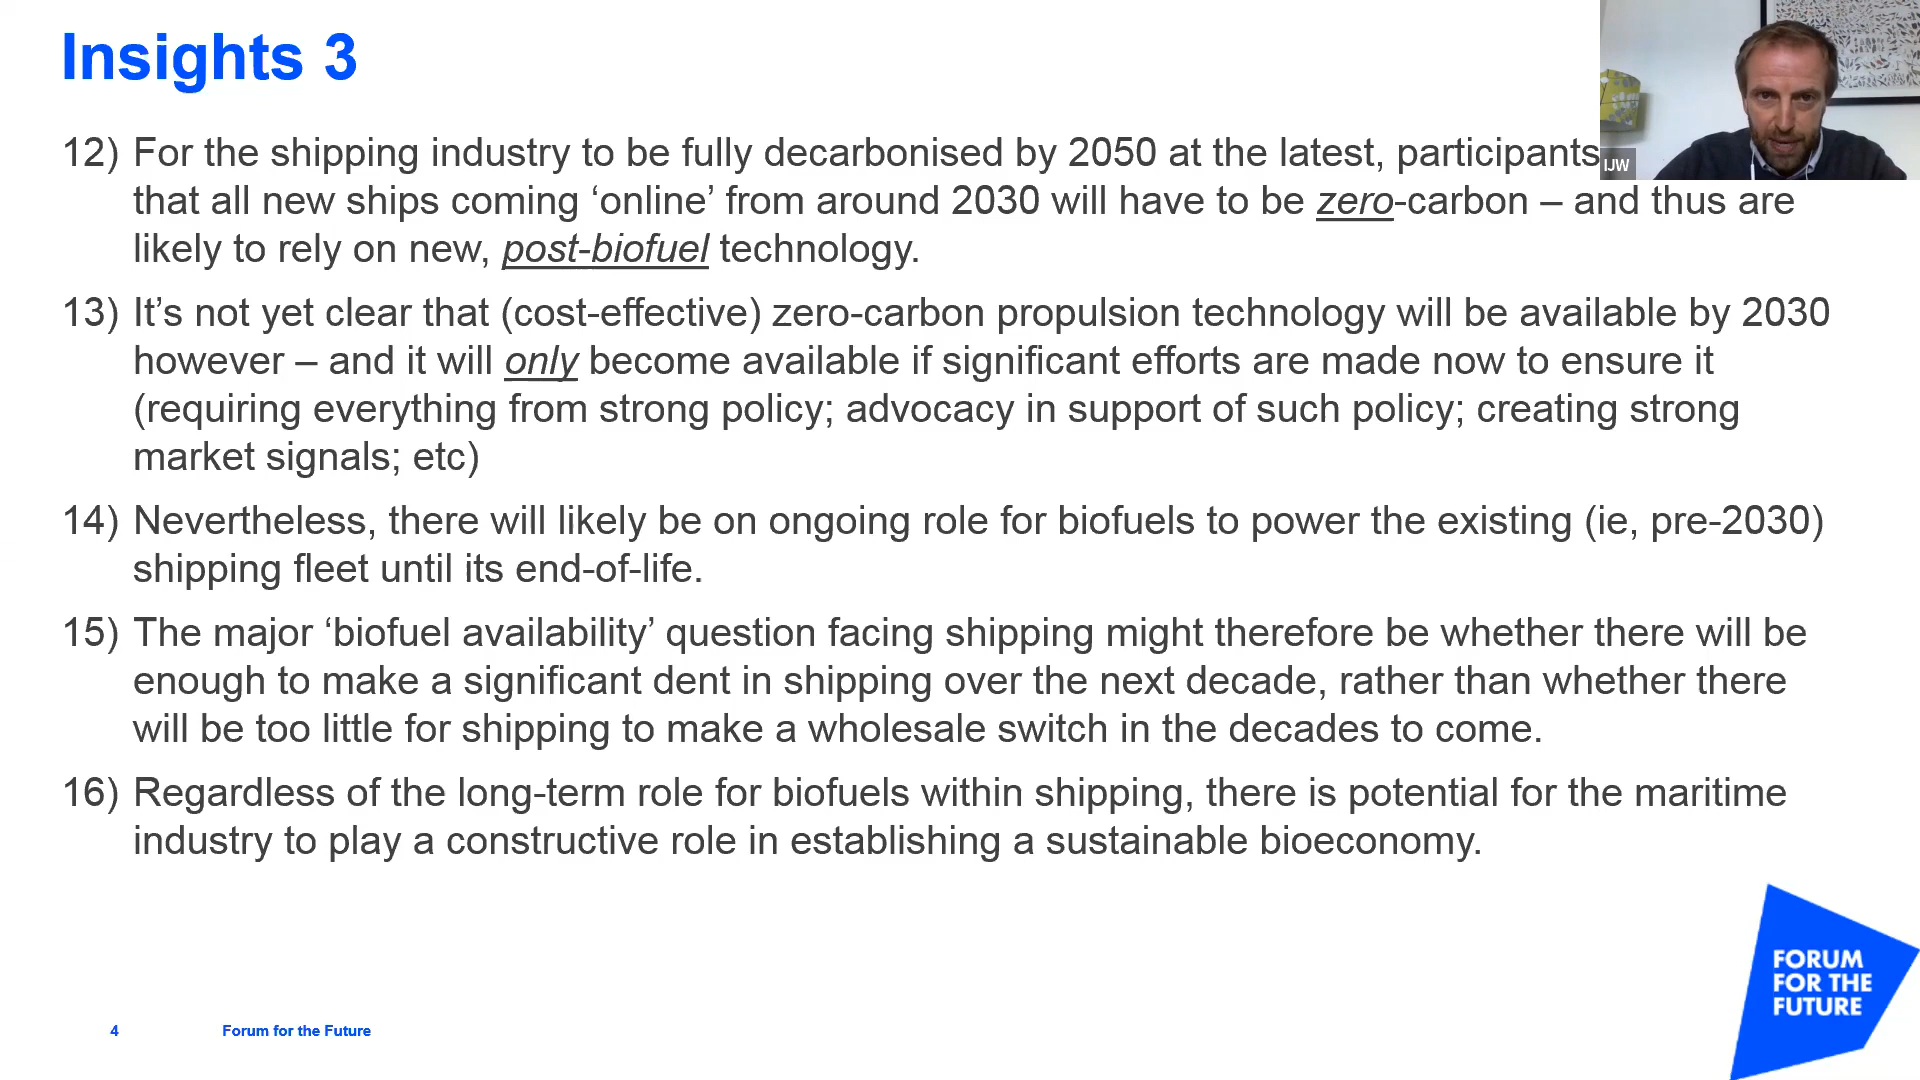 Insights 3
12) For the shipping industry to be fully decarbonised by 2050 at the latest, participants
that all new ships coming ‘online’ from around 2030 will have to be zero-carbon – and thus are
likely to rely on new, post-biofuel technology.
13) It’s not yet clear that (cost-effective) zero-carbon propulsion technology will be available by 2030
however – and it will only become available if significant efforts are made now to ensure it
(requiring everything from strong policy; advocacy in support of such policy; creating strong
market signals; etc)
14) Nevertheless, there will likely be on ongoing role for biofuels to power the existing (ie, pre-2030)
shipping fleet until its end-of-life.
15) The major ‘biofuel availability’ question facing shipping might therefore be whether there will be
enough to make a significant dent in shipping over the next decade, rather than whether there
will be too little for shipping to make a wholesale switch in the decades to come.
16) Regardless of the long-term role for biofuels within shipping, there is potential for the maritime
industry to play a constructive role in establishing a sustainable bioeconomy.
IJW
FORUM
FOR THE
FUTURE
4 Forum for the Future